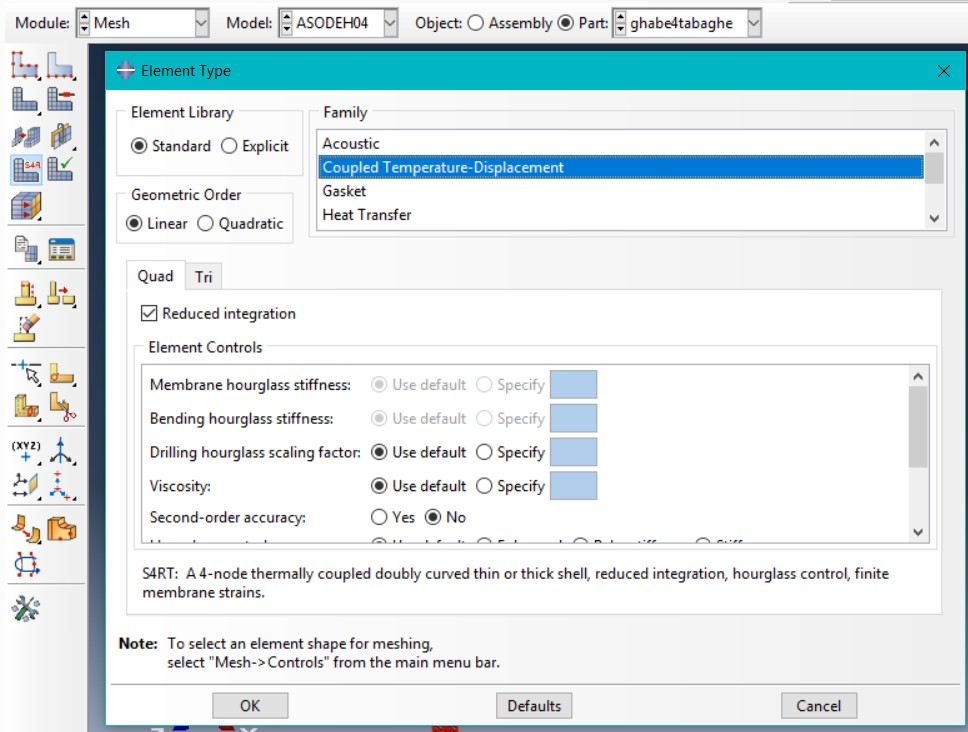 Module: Mesh Model: ASODEH04 Object: Assembly Part: ghabe4tabaghe
Element Type
Element Library
Standard Explicit
Geometric Order
Linear Quadratic
Family
Acoustic
Coupled Temperature-Displacement
Gasket
Heat Transfer
Quad Tri
Reduced integration
Element Controls
Membrane hourglass stiffness: Use default Specify
Bending hourglass stiffness: Use default Specify
Drilling hourglass scaling factor: Use default Specify
Viscosity: Use default Specify
Second-order accuracy: Yes No
S4RT: A 4-node thermally coupled doubly curved thin or thick shell, reduced integration, hourglass control, finite
membrane strains.
Note: To select an element shape for meshing,
select "Mesh->Controls" from the main menu bar.
OK Defaults Cancel
S4R
(XYZ)